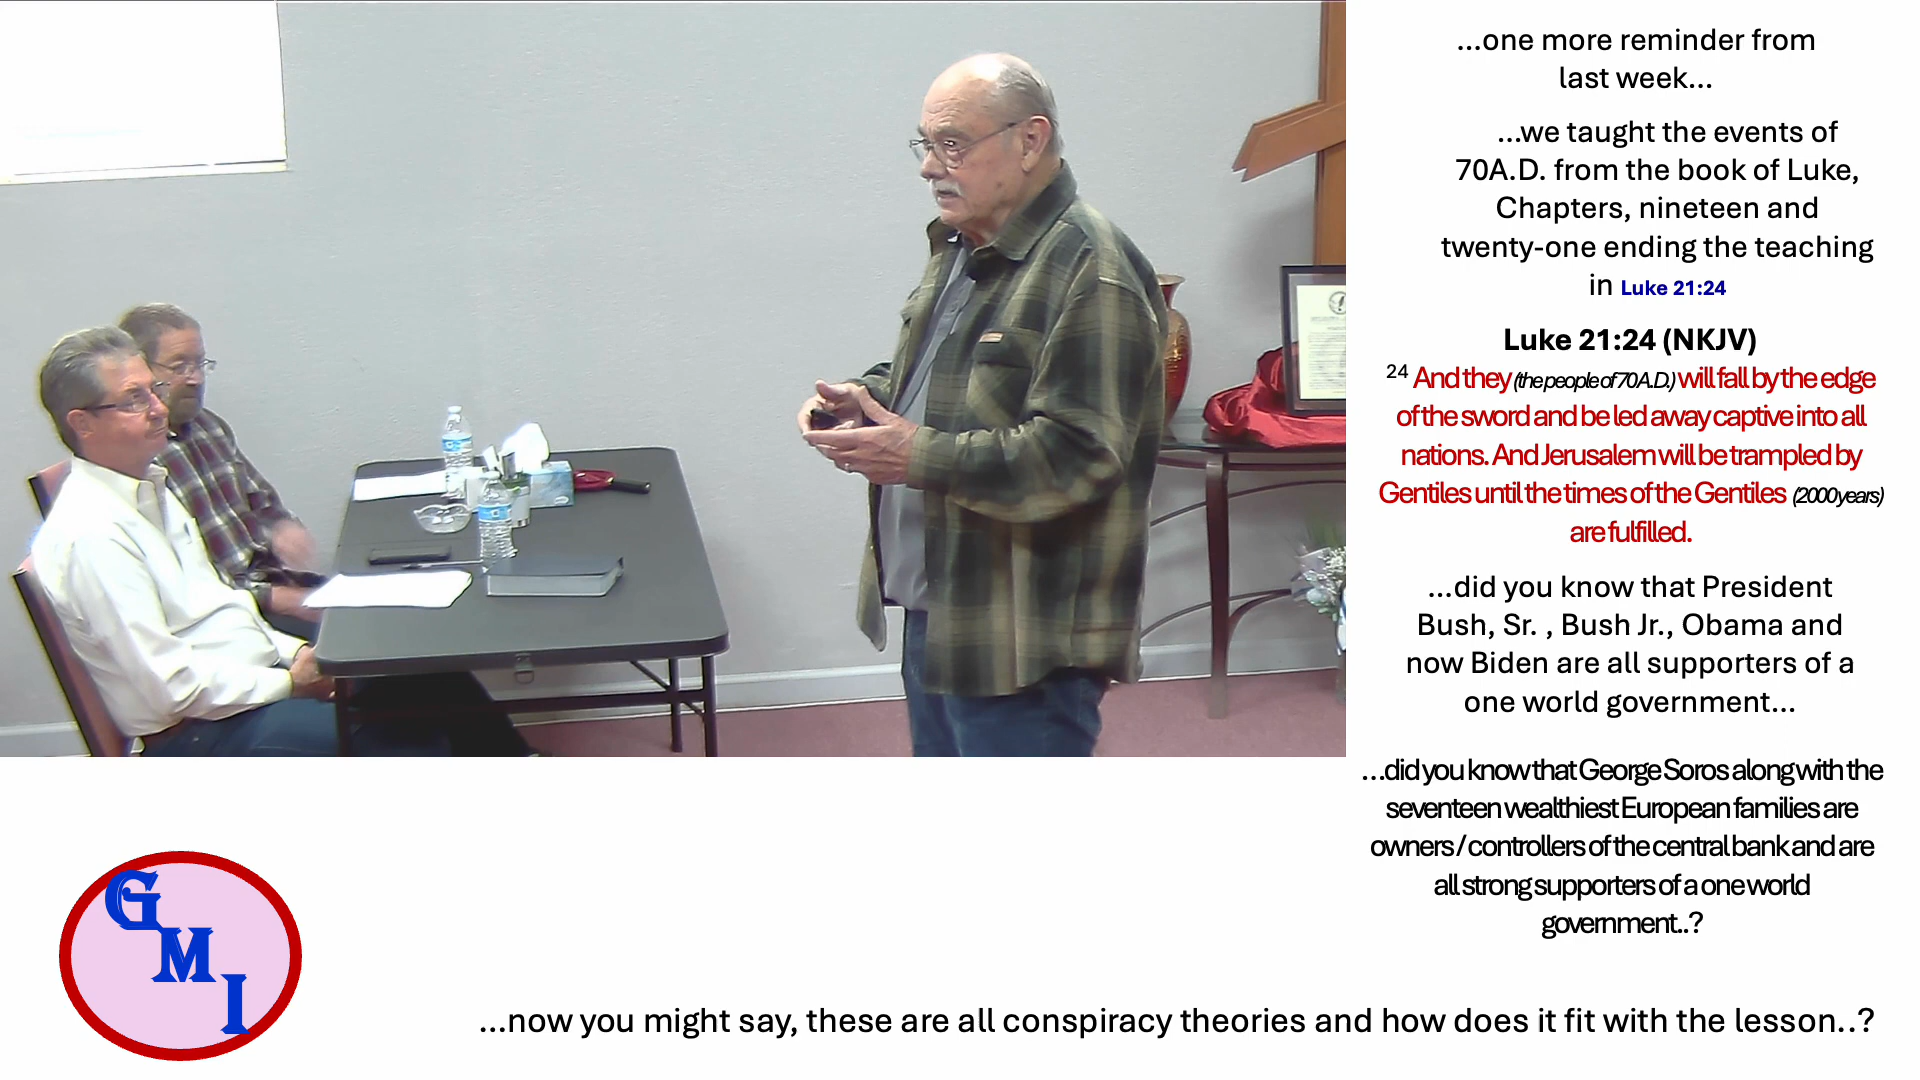 ...one more reminder from
last week...
...we taught the events of
70A.D. from the book of Luke,
Chapters, nineteen and
twenty-one ending the teaching
in Luke 21:24
Luke 21:24 (NKJV)
24 And they (the people of 70A.D.) will fall by the edge
of the sword and be led away captive into all
nations. And Jerusalem will be trampled by
Gentiles until the times of the Gentiles (2000 years)
are fulfilled.
...did you know that President
Bush, Sr. , Bush Jr., Obama and
now Biden are all supporters of a
one world government...
...did you know that George Soros along with the
seventeen wealthiest European families are
owners / controllers of the central bank and are
all strong supporters of a one world
government..?
GMI
...now you might say, these are all conspiracy theories and how does it fit with the lesson..?